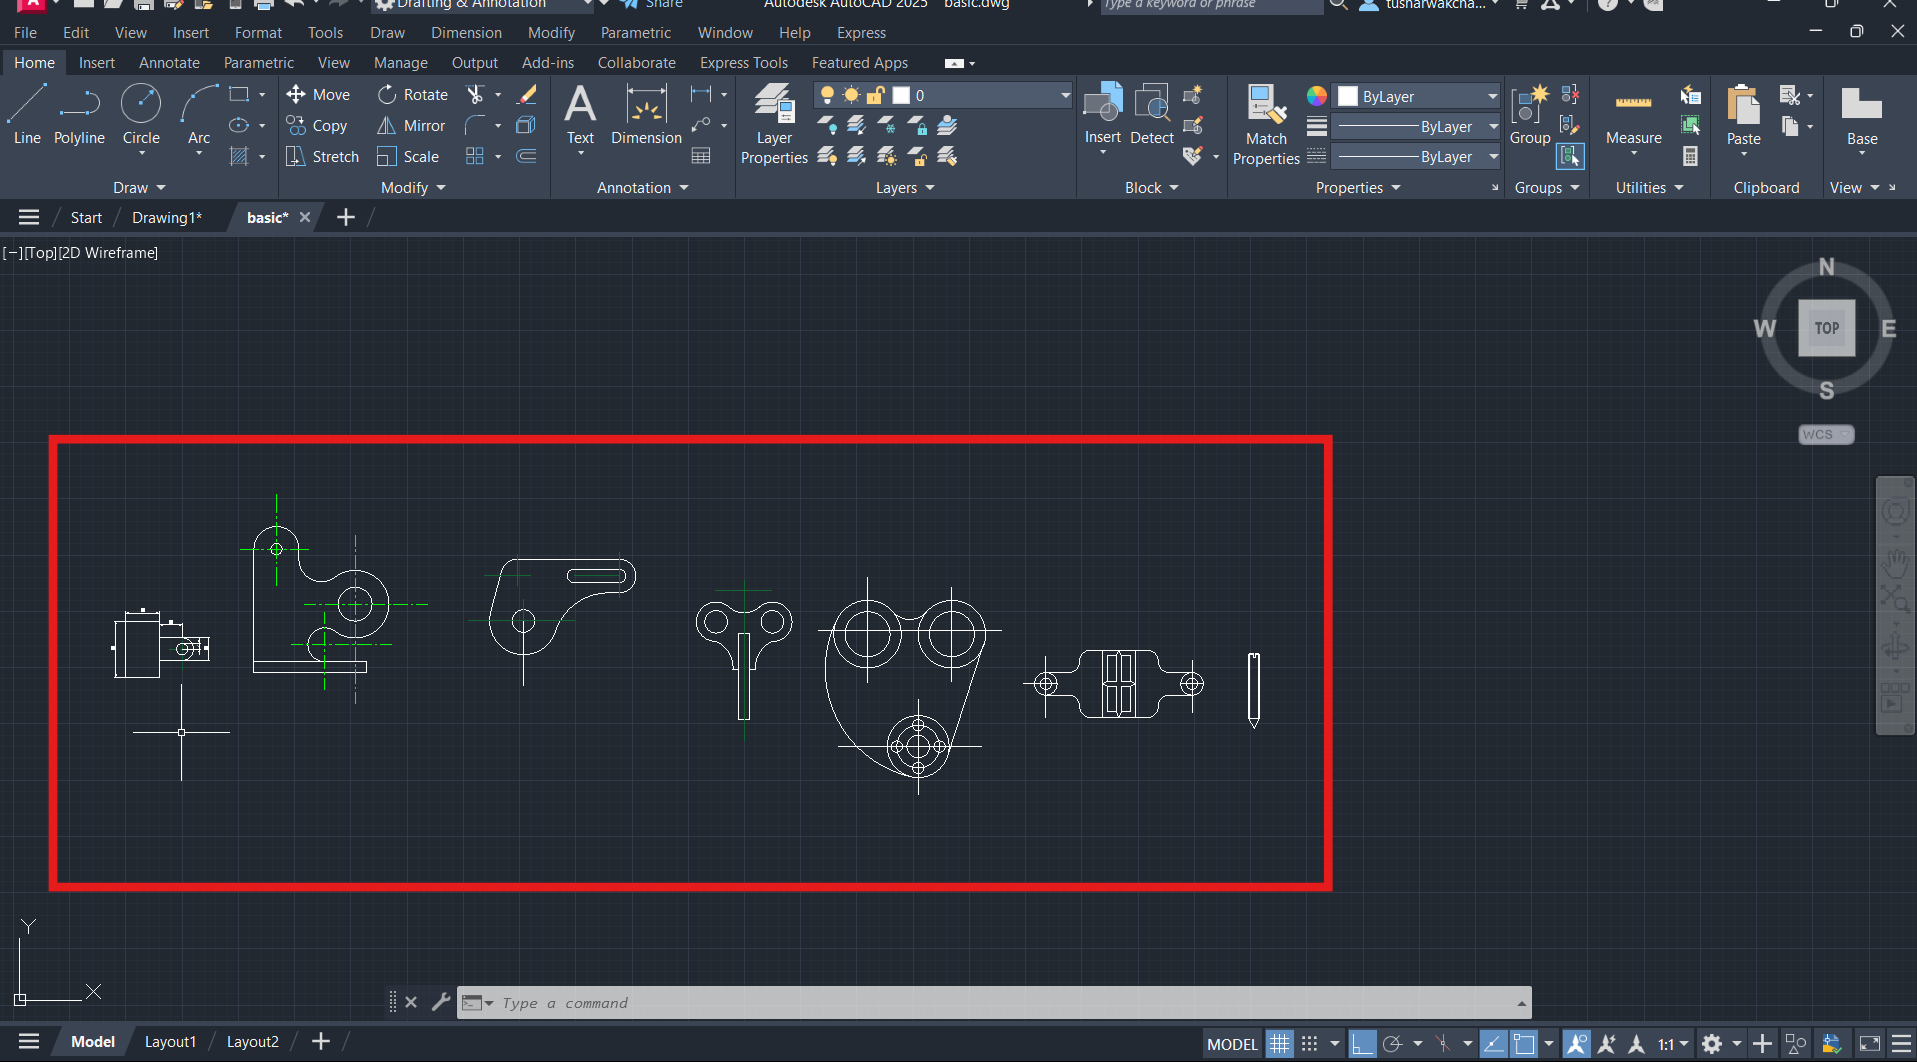 Drafting & Annotation Share Autodesk AutoCAD 2025 basic.dwg Type a keyword or phrase tusharwakcha...
File Edit View Insert Format Tools Draw Dimension Modify Parametric Window Help Express
Home Insert Annotate Parametric View Manage Output Add-ins Collaborate Express Tools Featured Apps
Line Polyline Circle Arc
Move Rotate
Copy Mirror
Stretch Scale
Text Dimension
Layer
Properties
0
Insert Detect
Match
Properties
ByLayer
ByLayer
ByLayer
Group Measure Paste Base
Draw Modify Annotation Layers Block Properties Groups Utilities Clipboard View
Start Drawing1* basic*
[−][Top][2D Wireframe]
N
W TOP E
S
WCS
Y
X
Type a command
Model Layout1 Layout2
MODEL 1:1